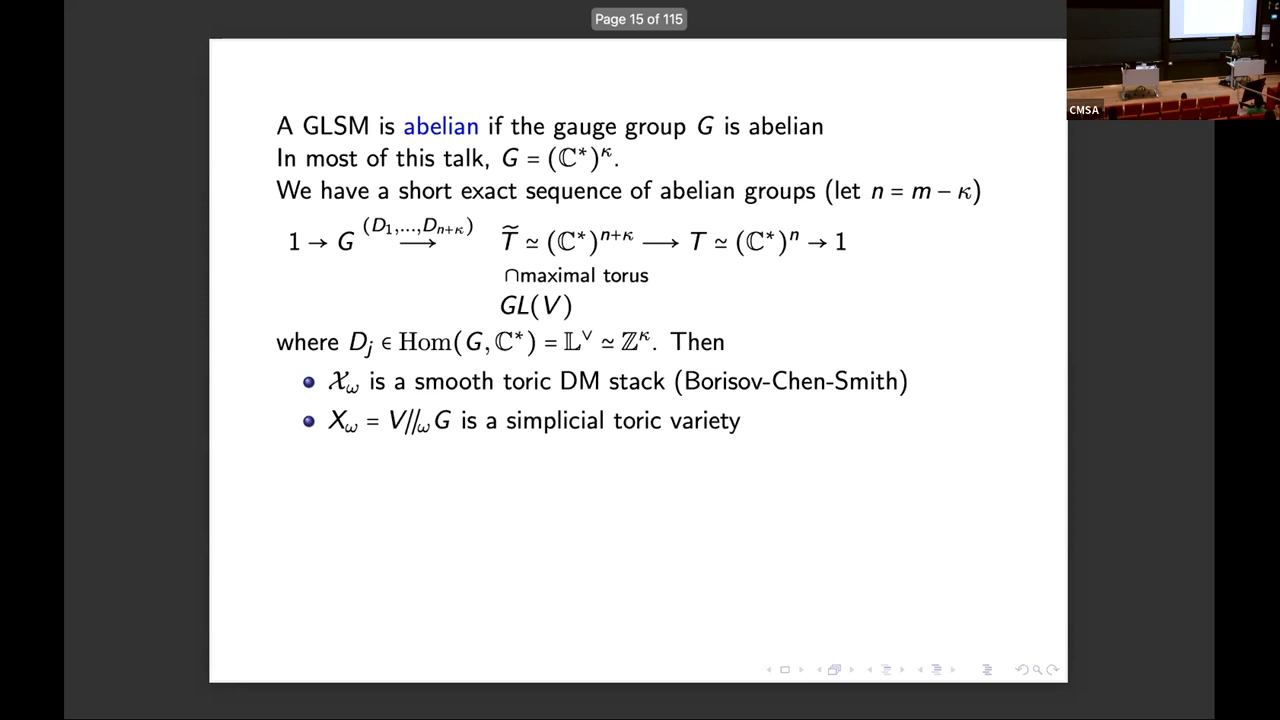 Page 15 of 115
CMSA
A GLSM is abelian if the gauge group G is abelian
In most of this talk, G = (ℂ*)^κ.
We have a short exact sequence of abelian groups (let n = m − κ)
1 → G (D₁,...,D_{n+κ}) ⟶ T̃ ≃ (ℂ*)^{n+κ} ⟶ T ≃ (ℂ*)^n → 1
∩maximal torus
GL(V)
where D_j ∈ Hom(G, ℂ*) = 𝕃^∨ ≃ ℤ^κ. Then
𝒳_ω is a smooth toric DM stack (Borisov-Chen-Smith)
X_ω = V//_ω G is a simplicial toric variety